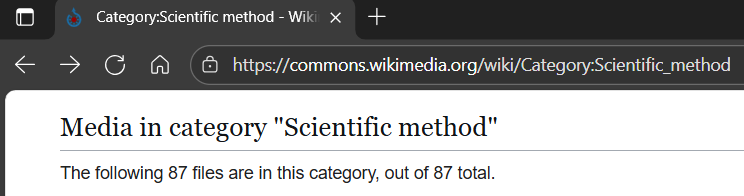 Category:Scientific method - Wiki
https://commons.wikimedia.org/wiki/Category:Scientific_method
Media in category "Scientific method"
The following 87 files are in this category, out of 87 total.